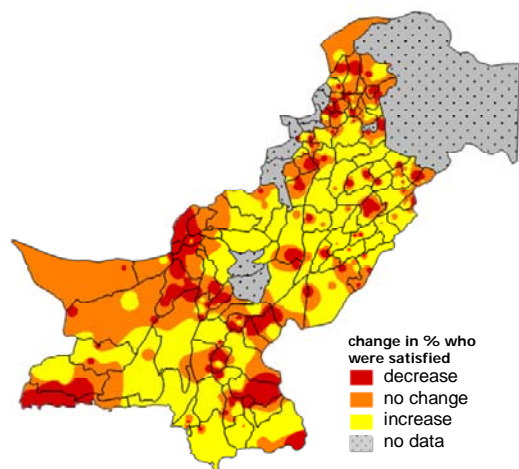 change in % who
were satisfied
decrease
no change
increase
no data